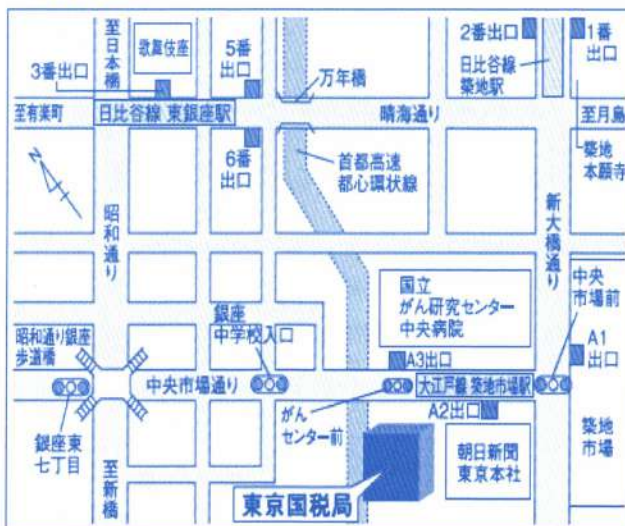 至日本橋
歌舞伎座
3番出口
5番
出口
万年橋
2番出口
日比谷線
築地駅
1番
出口
至有楽町
日比谷線 東銀座駅
晴海通り
至月島
6番
出口
首都高速
都心環状線
築地
本願寺
N
昭和通り
新大橋通り
国立
がん研究センター
中央病院
中央
市場前
銀座
中学校入口
昭和通り銀座
歩道橋
A3出口
A1
出口
中央市場通り
大江戸線 築地市場駅
銀座東
七丁目
がん
センター前
A2出口
朝日新聞
東京本社
築地
市場
至新橋
東京国税局